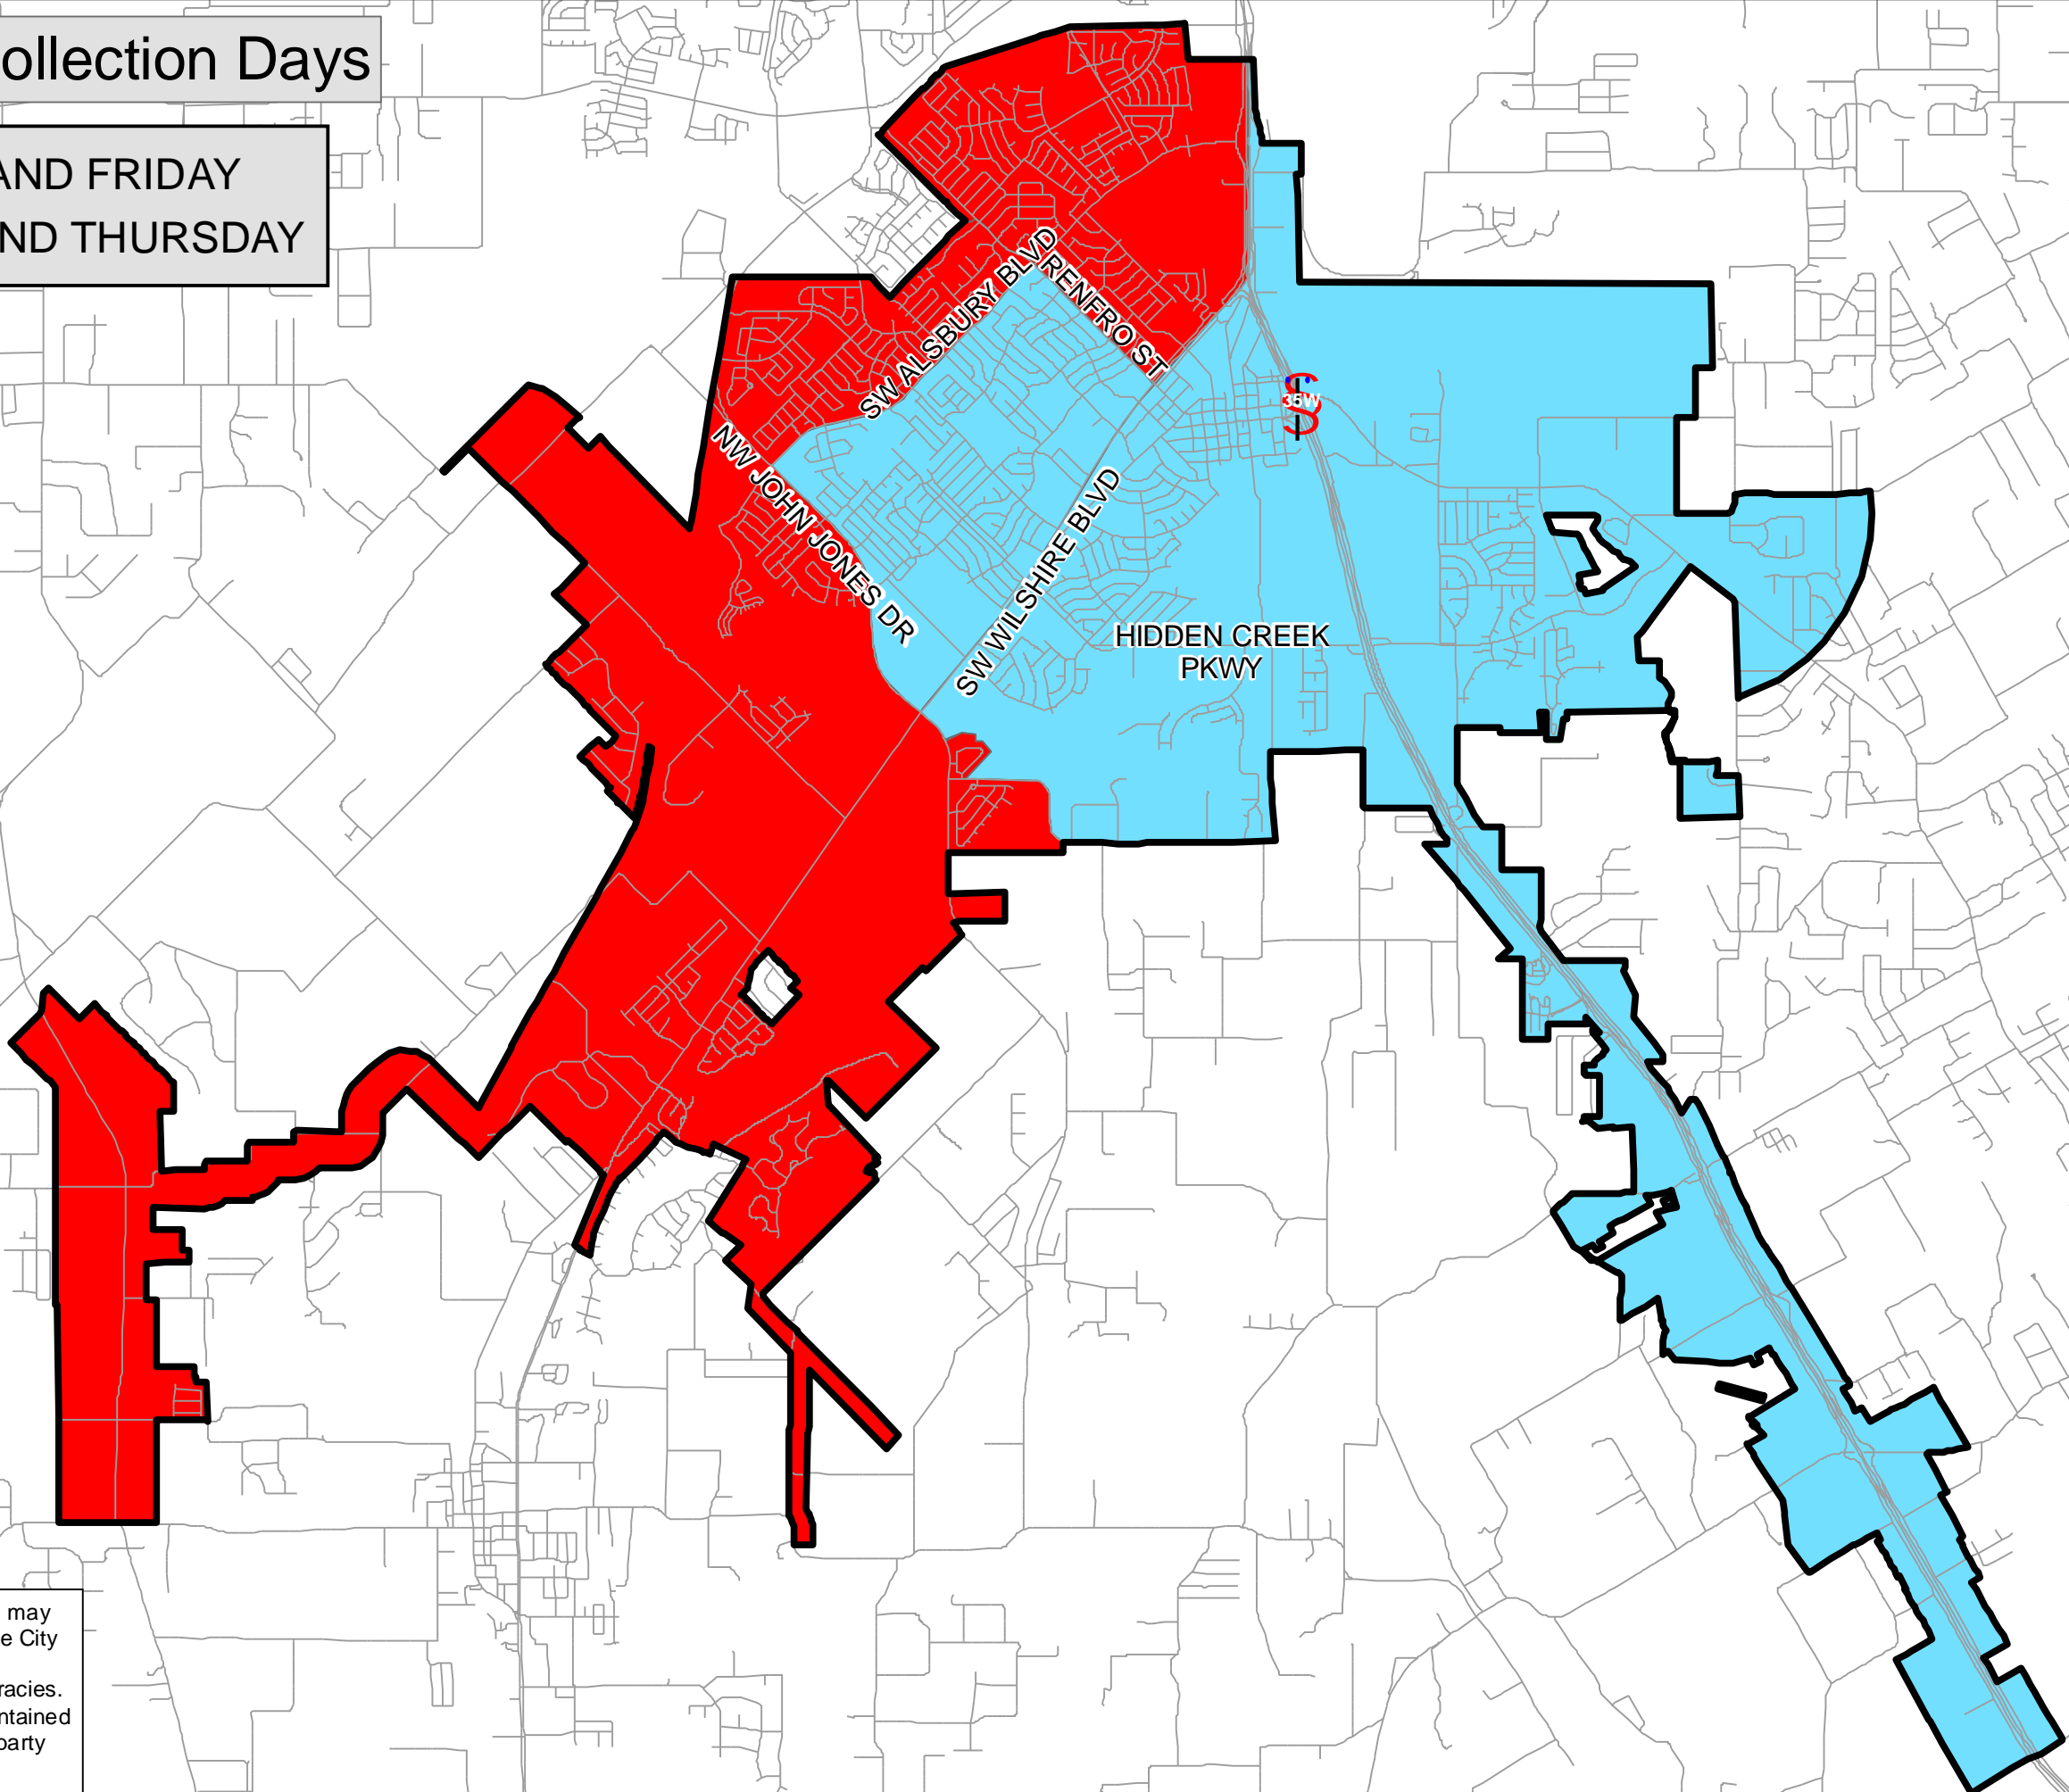 ollection Days
AND FRIDAY
ND THURSDAY
SW ALSBURY BLVD
RENFRO ST
35W
NW JOHN JONES DR
SW WILSHIRE BLVD
HIDDEN CREEK
PKWY
may
e City
racies.
ntained
party